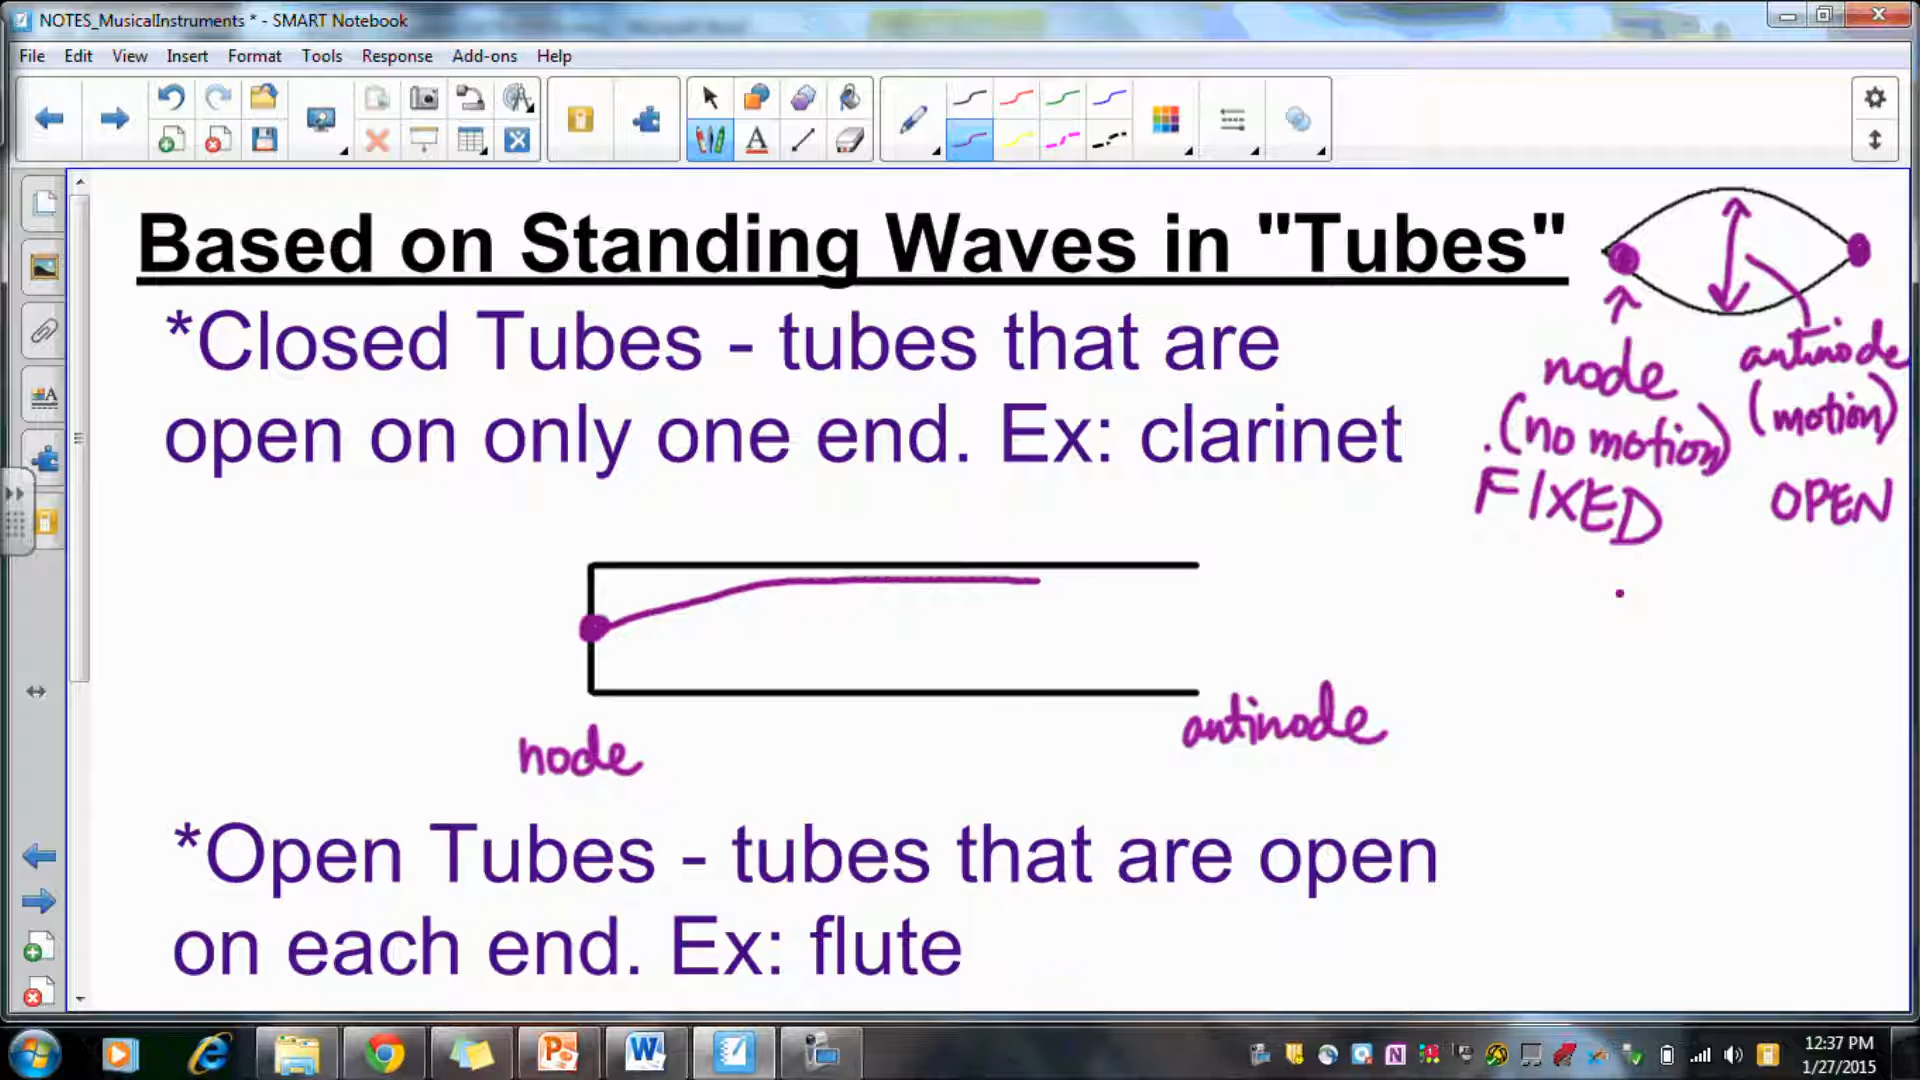 NOTES_MusicalInstruments * - SMART Notebook
File Edit View Insert Format Tools Response Add-ons Help
Based on Standing Waves in "Tubes"
*Closed Tubes - tubes that are
open on only one end. Ex: clarinet
node
(no motion)
FIXED
antinode
(motion)
OPEN
node
antinode
*Open Tubes - tubes that are open
on each end. Ex: flute
12:37 PM
1/27/2015